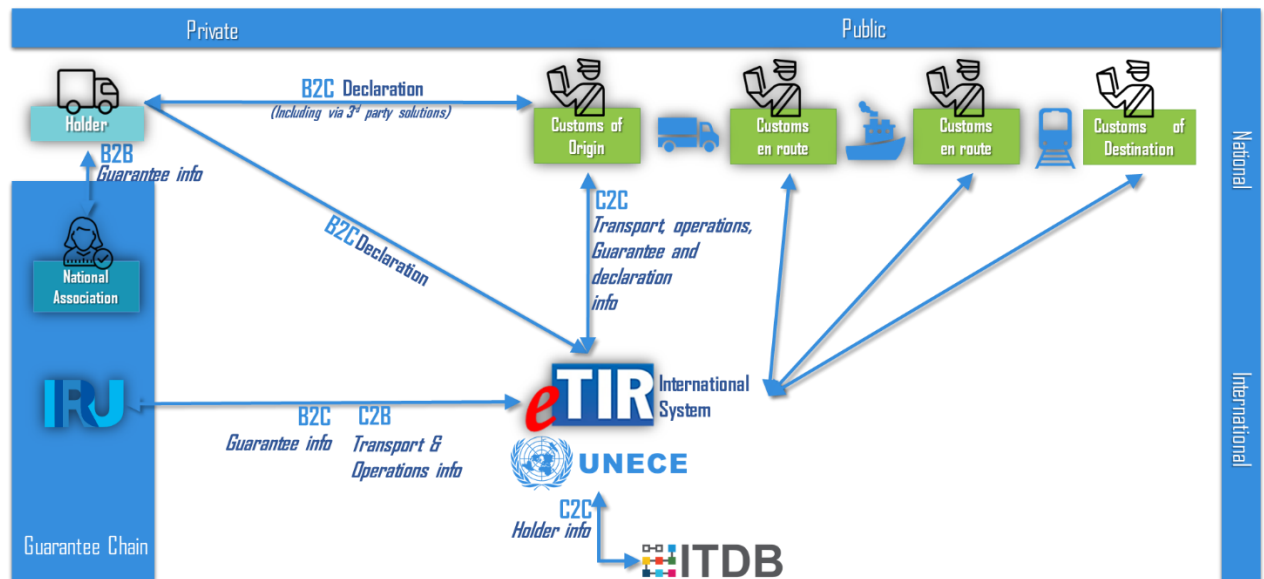 Private
Public
Holder
B2C Declaration
(Including via 3rd party solutions)
Customs of
Origin
Customs
en route
Customs
en route
Customs of
Destination
National
B2B
Guarantee info
National
Association
B2C Declaration
C2C
Transport, operations,
Guarantee and
declaration
info
IRU
B2C
Guarantee info
C2B
Transport &
Operations info
eTIR
International
System
UNECE
International
C2C
Holder info
ITDB
Guarantee Chain